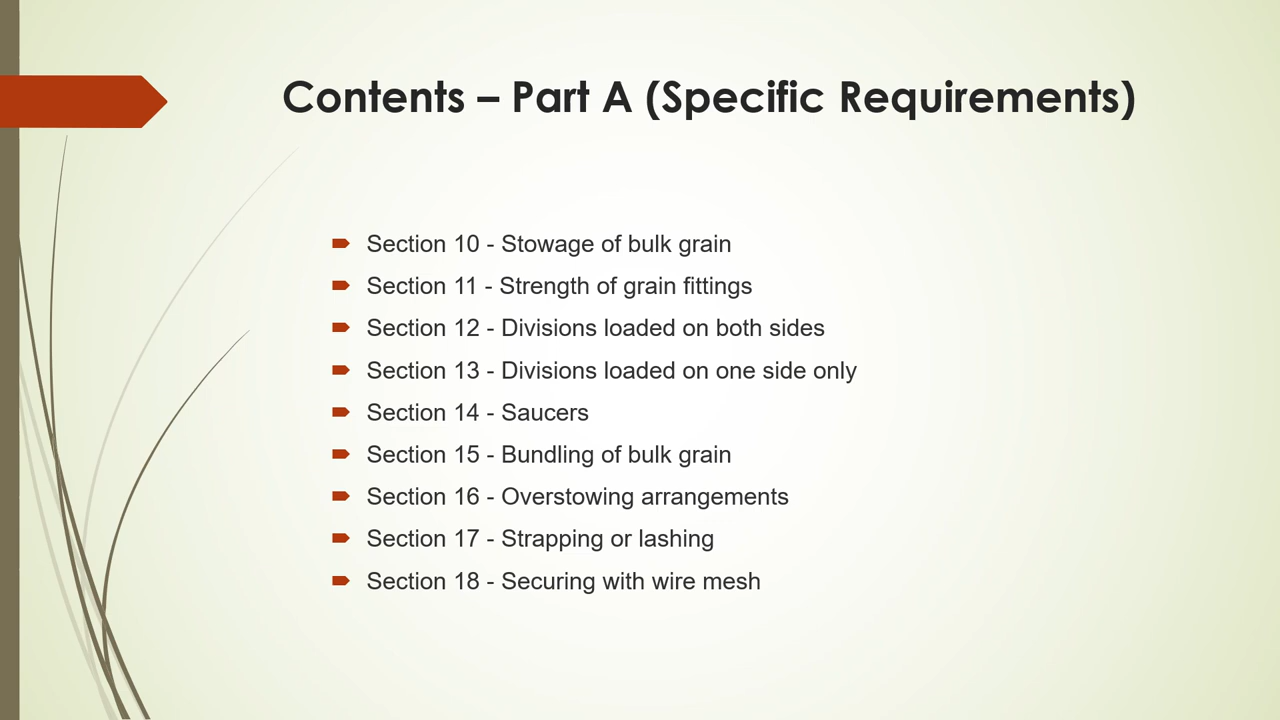 Contents – Part A (Specific Requirements)
Section 10 - Stowage of bulk grain
Section 11 - Strength of grain fittings
Section 12 - Divisions loaded on both sides
Section 13 - Divisions loaded on one side only
Section 14 - Saucers
Section 15 - Bundling of bulk grain
Section 16 - Overstowing arrangements
Section 17 - Strapping or lashing
Section 18 - Securing with wire mesh